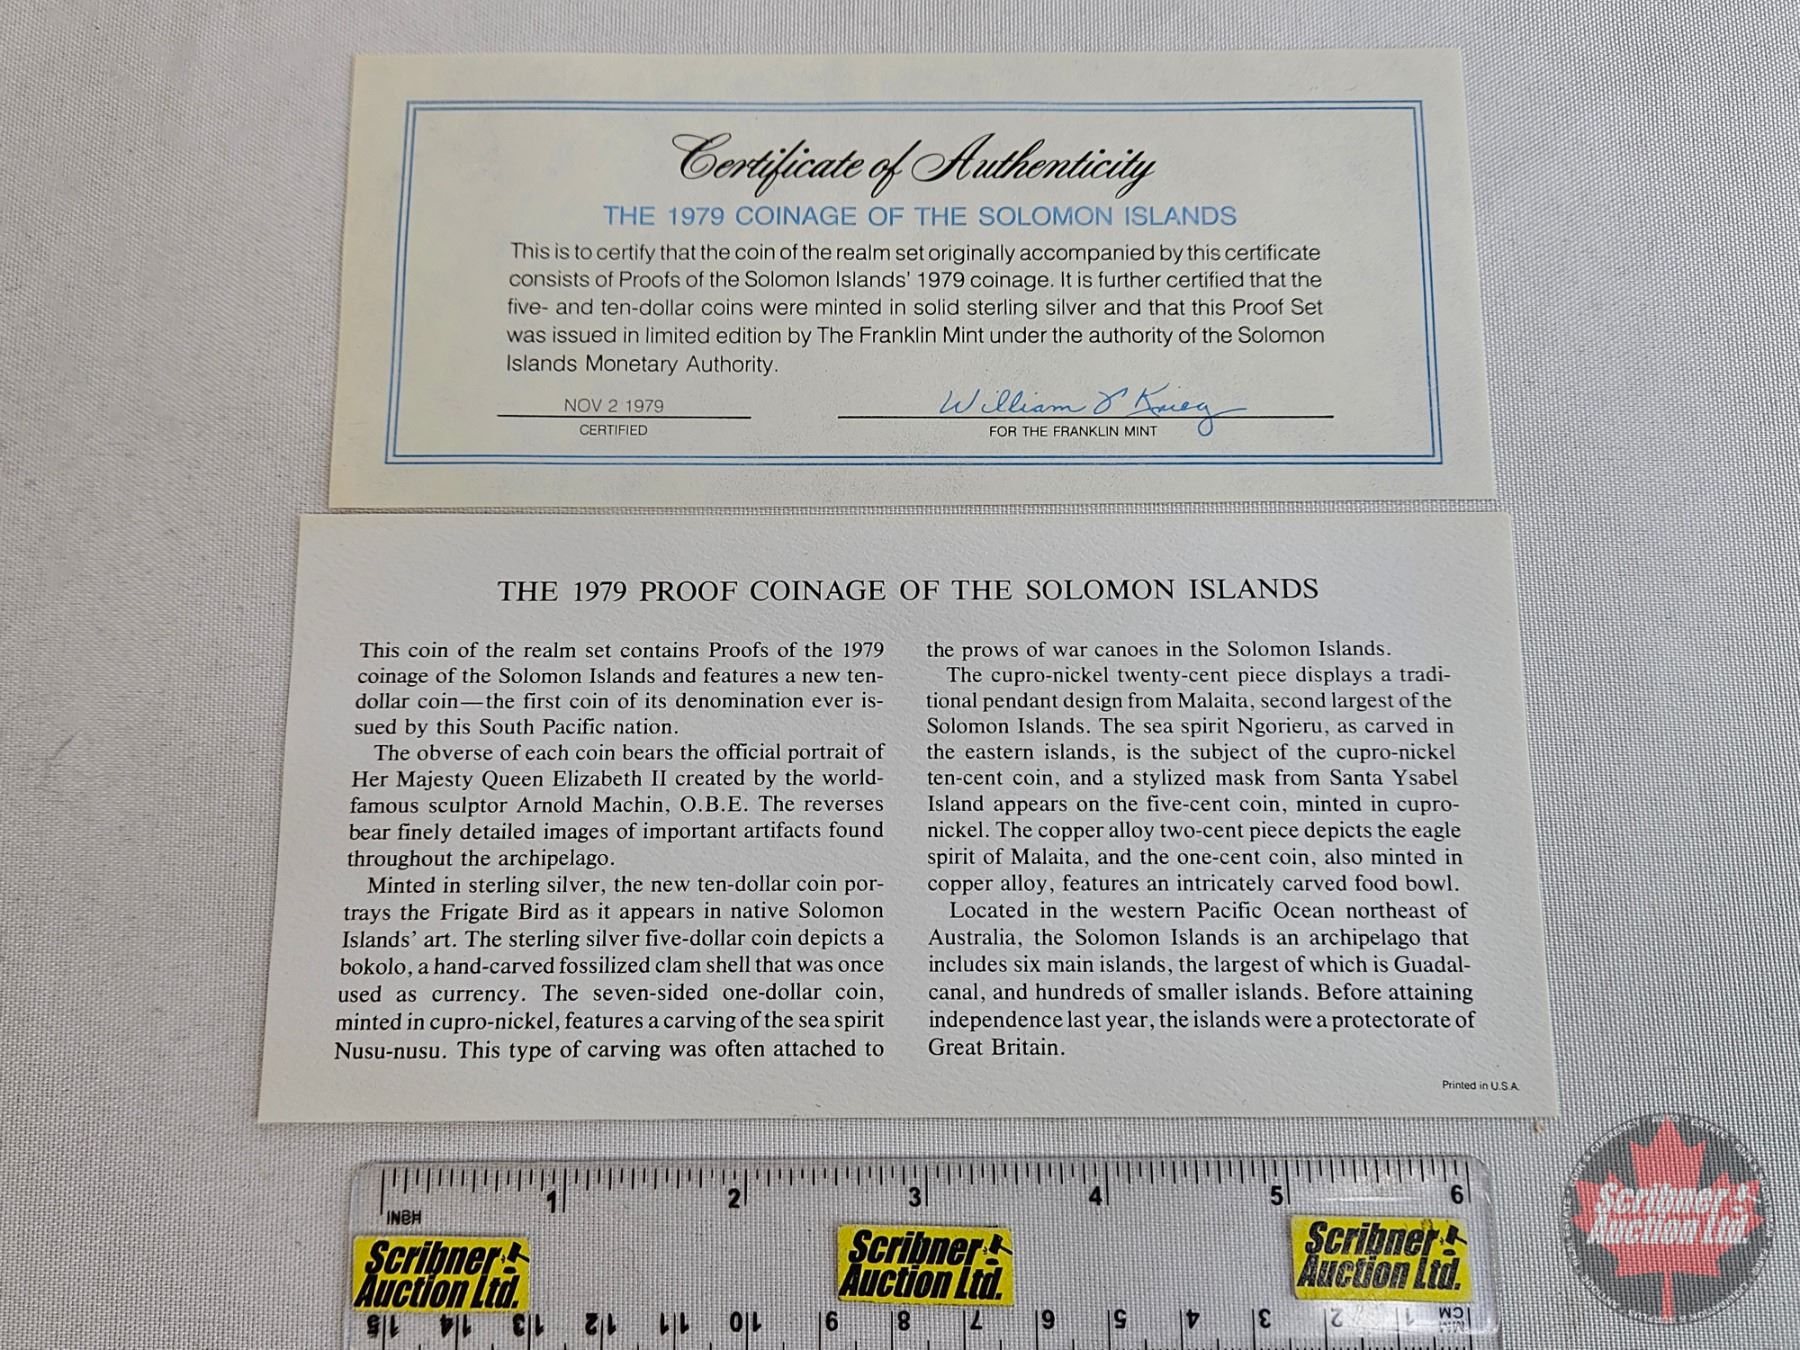 Certificate of Authenticity
THE 1979 COINAGE OF THE SOLOMON ISLANDS
This is to certify that the coin of the realm set originally accompanied by this certificate
consists of Proofs of the Solomon Islands' 1979 coinage. It is further certified that the
five- and ten-dollar coins were minted in solid sterling silver and that this Proof Set
was issued in limited edition by The Franklin Mint under the authority of the Solomon
Islands Monetary Authority.
NOV 2 1979
CERTIFIED
William Krieg
FOR THE FRANKLIN MINT
THE 1979 PROOF COINAGE OF THE SOLOMON ISLANDS
This coin of the realm set contains Proofs of the 1979
coinage of the Solomon Islands and features a new ten-
dollar coin—the first coin of its denomination ever is-
sued by this South Pacific nation.
The obverse of each coin bears the official portrait of
Her Majesty Queen Elizabeth II created by the world-
famous sculptor Arnold Machin, O.B.E. The reverses
bear finely detailed images of important artifacts found
throughout the archipelago.
Minted in sterling silver, the new ten-dollar coin por-
trays the Frigate Bird as it appears in native Solomon
Islands' art. The sterling silver five-dollar coin depicts a
bokolo, a hand-carved fossilized clam shell that was once
used as currency. The seven-sided one-dollar coin,
minted in cupro-nickel, features a carving of the sea spirit
Nusu-nusu. This type of carving was often attached to
the prows of war canoes in the Solomon Islands.
The cupro-nickel twenty-cent piece displays a tradi-
tional pendant design from Malaita, second largest of the
Solomon Islands. The sea spirit Ngorieru, as carved in
the eastern islands, is the subject of the cupro-nickel
ten-cent coin, and a stylized mask from Santa Ysabel
Island appears on the five-cent coin, minted in cupro-
nickel. The copper alloy two-cent piece depicts the eagle
spirit of Malaita, and the one-cent coin, also minted in
copper alloy, features an intricately carved food bowl.
Located in the western Pacific Ocean northeast of
Australia, the Solomon Islands is an archipelago that
includes six main islands, the largest of which is Guadal-
canal, and hundreds of smaller islands. Before attaining
independence last year, the islands were a protectorate of
Great Britain.
Printed in U.S.A.
1 2 3 4 5 6
INCH
Scribner
Auction Ltd.
Scribner
Auction Ltd.
Scribner
Auction Ltd.
15 14 13 12 11 10 9 8 7 6 5 4 3 2 1 CM
Scribner
Auction Ltd.